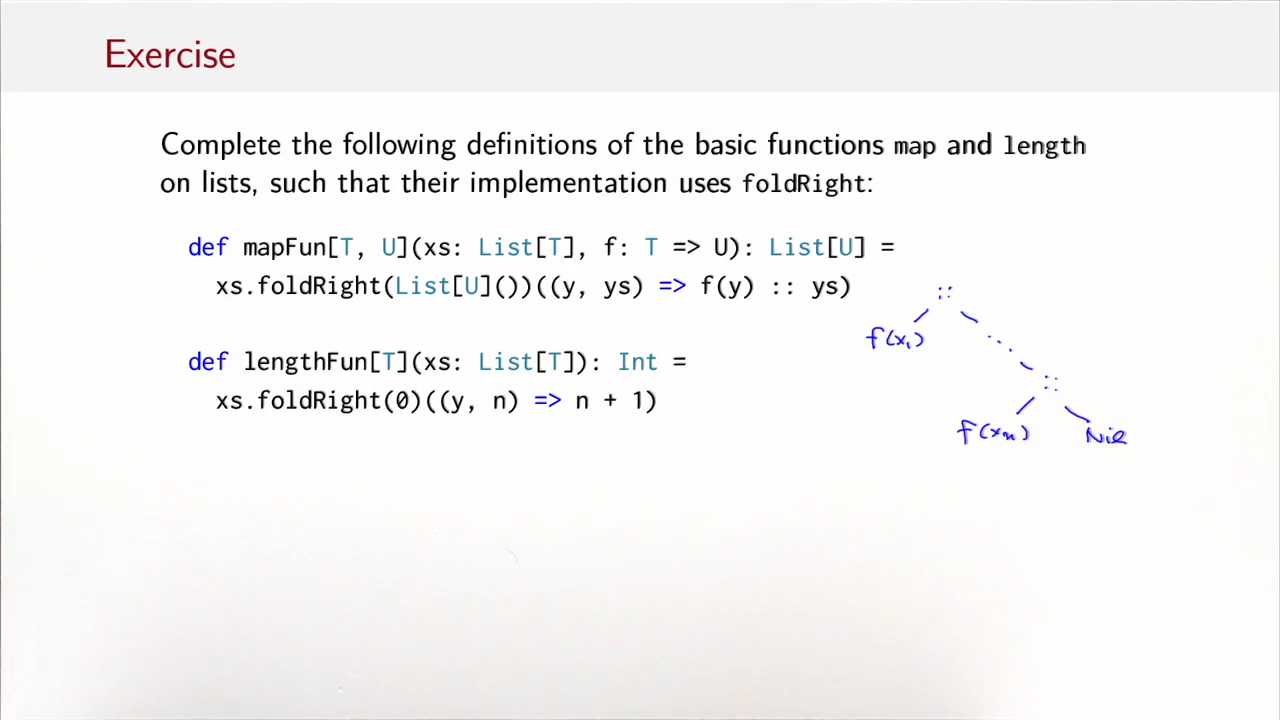 Exercise
Complete the following definitions of the basic functions map and length
on lists, such that their implementation uses foldRight:
def mapFun[T, U](xs: List[T], f: T => U): List[U] =
xs.foldRight(List[U]())((y, ys) => f(y) :: ys)
def lengthFun[T](xs: List[T]): Int =
xs.foldRight(0)((y, n) => n + 1)
::
f(x₁)
...
::
f(xₙ)
Nil